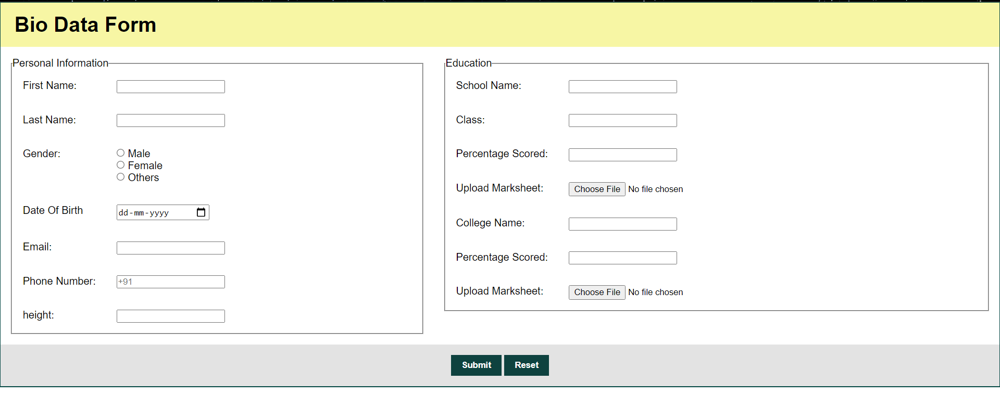 Bio Data Form
Personal Information
First Name:
Last Name:
Gender:
Male
Female
Others
Date Of Birth
dd-mm-yyyy
Email:
Phone Number:
+91
height:
Education
School Name:
Class:
Percentage Scored:
Upload Marksheet:
Choose File No file chosen
College Name:
Percentage Scored:
Upload Marksheet:
Choose File No file chosen
Submit
Reset